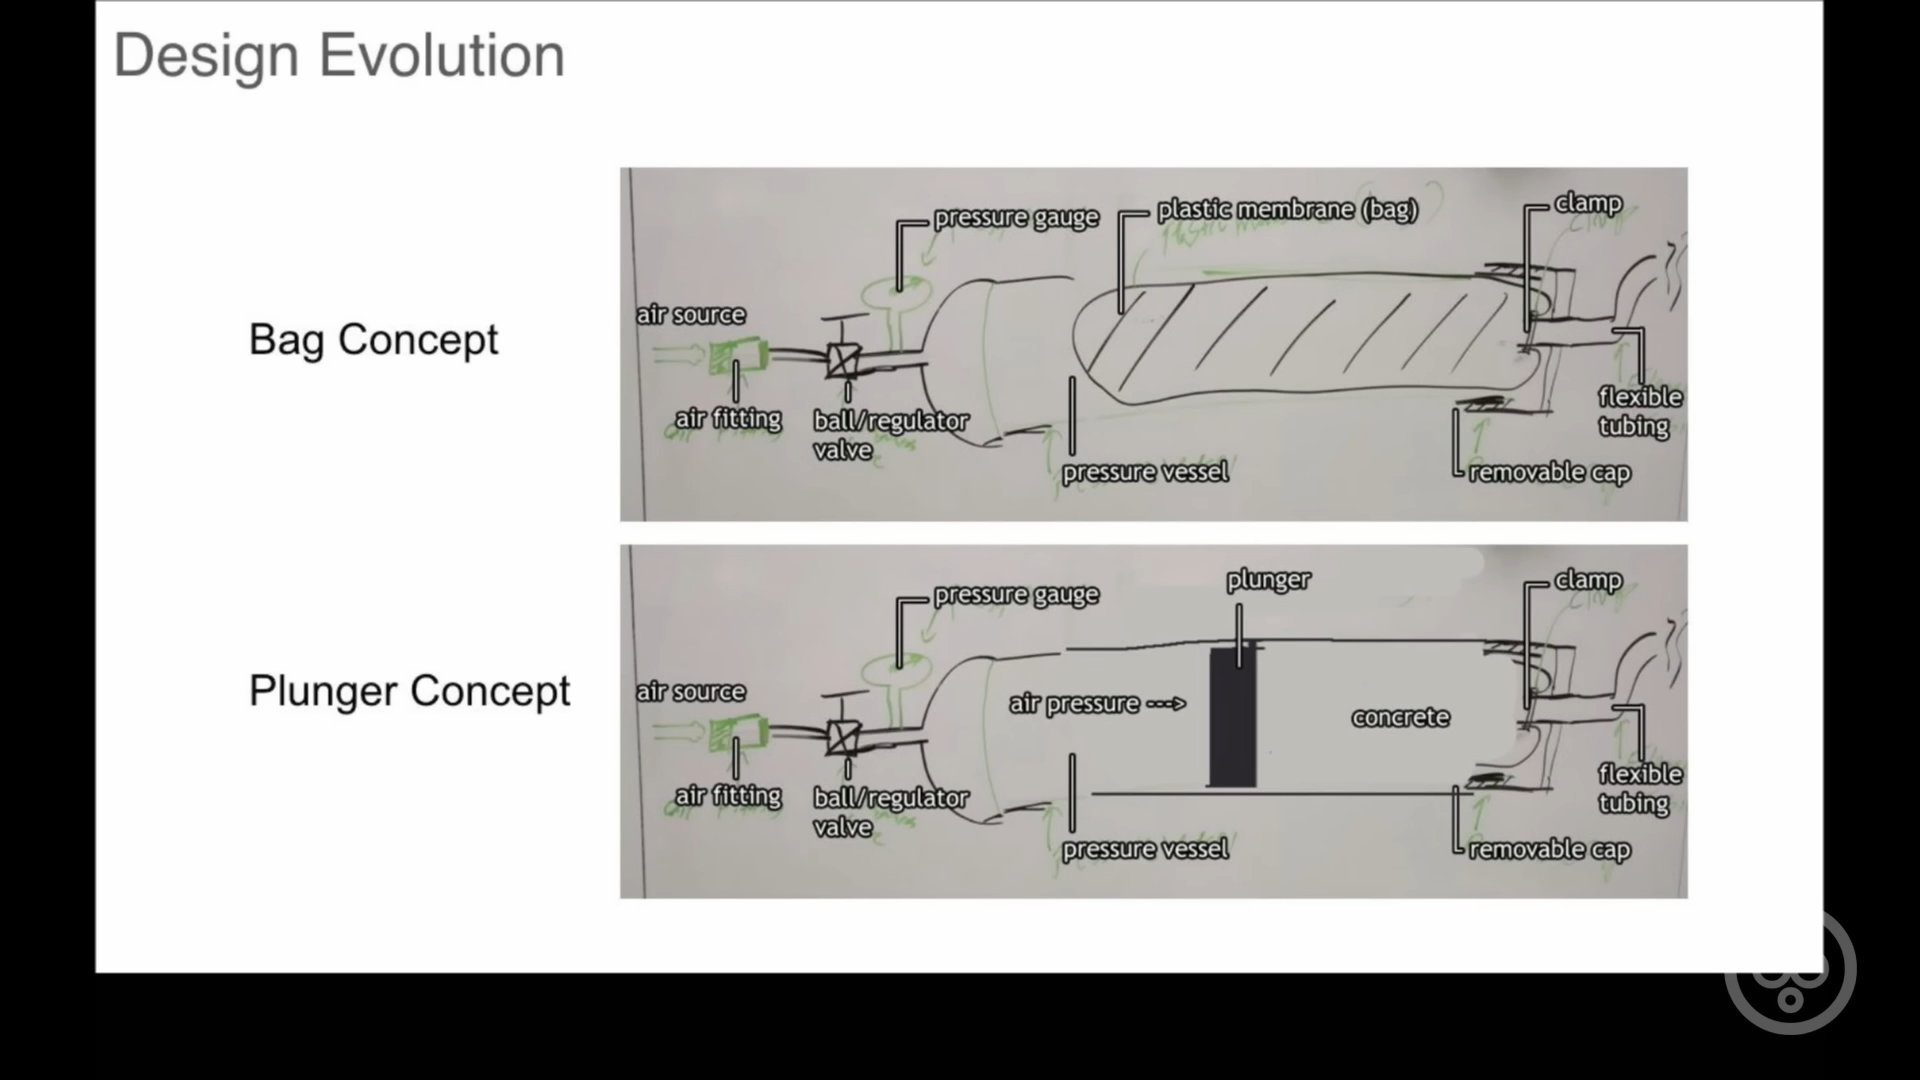 Design Evolution
Bag Concept
pressure gauge
plastic membrane (bag)
clamp
air source
air fitting
ball/regulator
valve
pressure vessel
flexible
tubing
removable cap
Plunger Concept
pressure gauge
plunger
clamp
air source
air pressure --->
concrete
air fitting
ball/regulator
valve
pressure vessel
flexible
tubing
removable cap